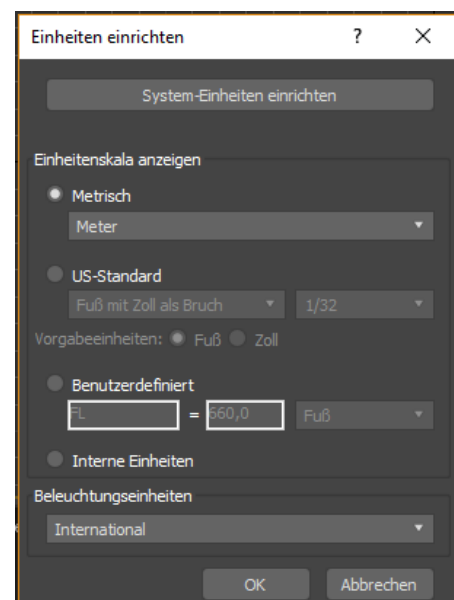 Einheiten einrichten ? ×
System-Einheiten einrichten
Einheitenskala anzeigen
Metrisch
Meter
US-Standard
Fuß mit Zoll als Bruch 1/32
Vorgabeeinheiten: Fuß Zoll
Benutzerdefiniert
FL = 660,0 Fuß
Interne Einheiten
Beleuchtungseinheiten
International
OK Abbrechen